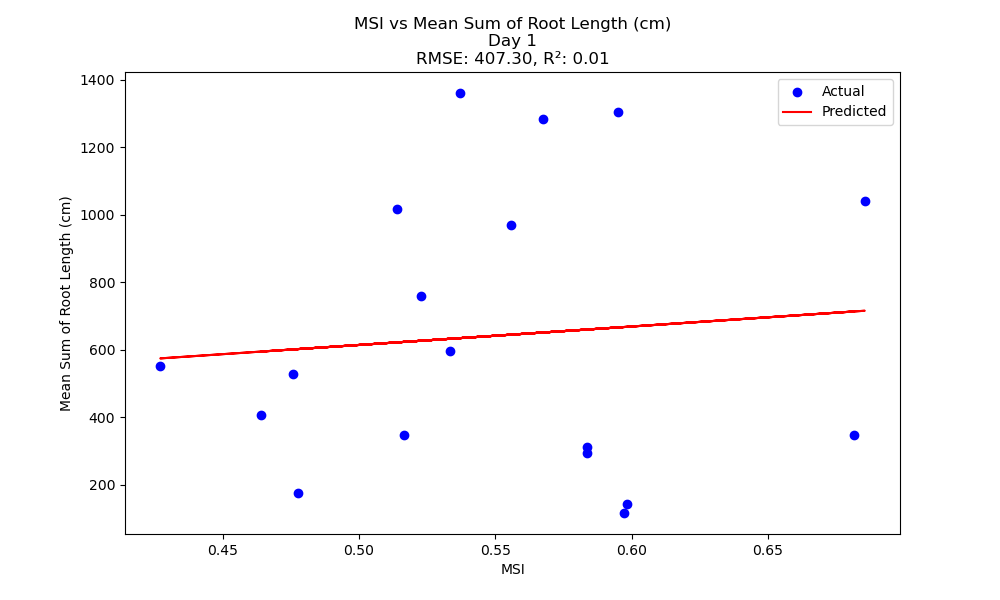 MSI vs Mean Sum of Root Length (cm)
Day 1
RMSE: 407.30, R²: 0.01
Actual
Predicted
Mean Sum of Root Length (cm)
1400
1200
1000
800
600
400
200
0.45 0.50 0.55 0.60 0.65
MSI